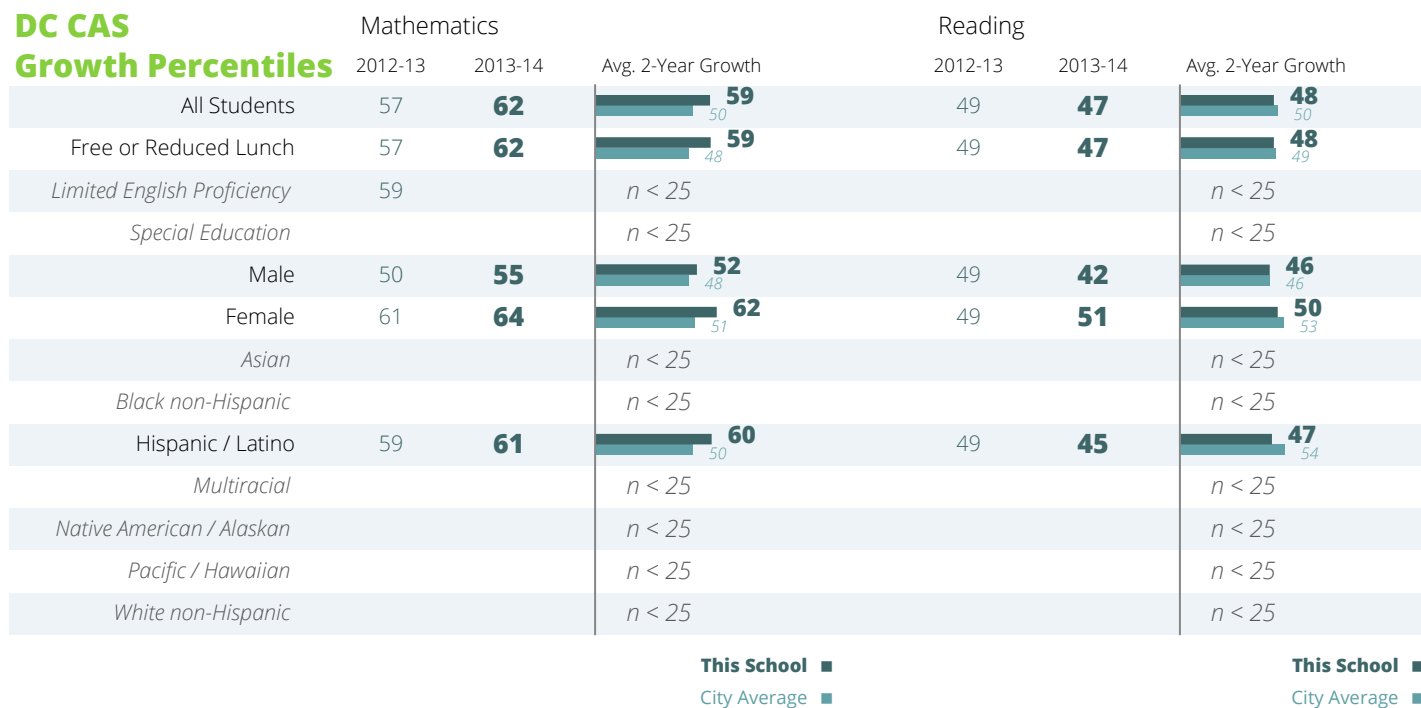 DC CAS
Growth Percentiles
Mathematics Reading
2012-13 2013-14 Avg. 2-Year Growth 2012-13 2013-14 Avg. 2-Year Growth
All Students 57 62 59 50 49 47 48 50
Free or Reduced Lunch 57 62 59 48 49 47 48 49
Limited English Proficiency 59 n < 25 n < 25
Special Education n < 25 n < 25
Male 50 55 52 48 49 42 46 46
Female 61 64 62 51 49 51 50 53
Asian n < 25 n < 25
Black non-Hispanic n < 25 n < 25
Hispanic / Latino 59 61 60 50 49 45 47 54
Multiracial n < 25 n < 25
Native American / Alaskan n < 25 n < 25
Pacific / Hawaiian n < 25 n < 25
White non-Hispanic n < 25 n < 25
This School This School
City Average City Average